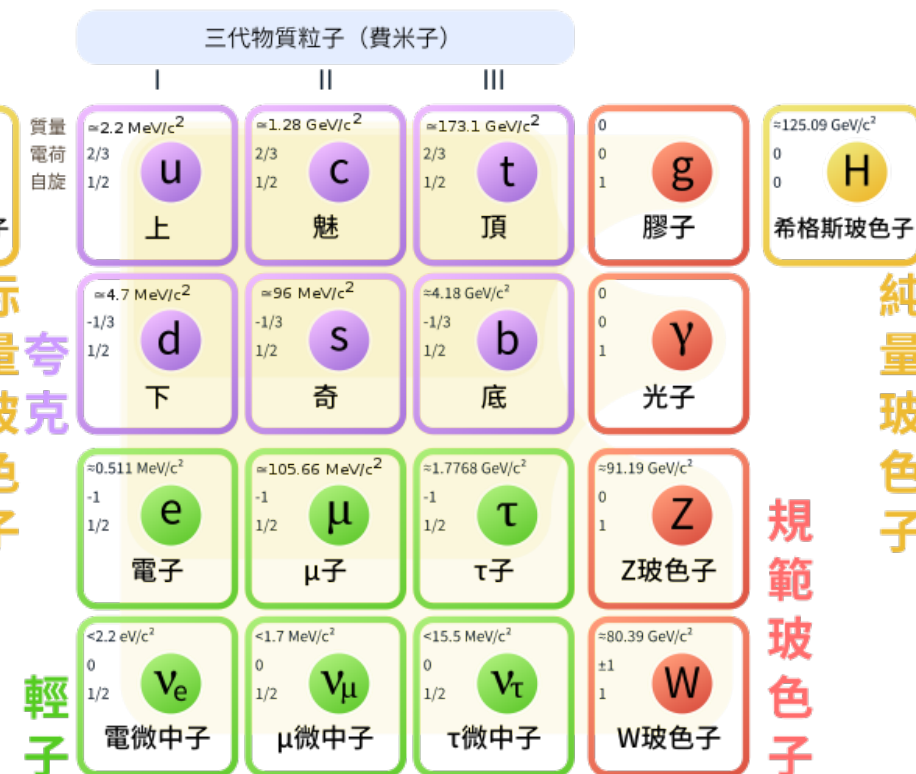 三代物質粒子（費米子）
I II III
質量
電荷
自旋
≃2.2 MeV/c²
2/3
1/2
u
上
≃1.28 GeV/c²
2/3
1/2
c
魅
≃173.1 GeV/c²
2/3
1/2
t
頂
0
0
1
g
膠子
≈125.09 GeV/c²
0
0
H
希格斯玻色子
≃4.7 MeV/c²
-1/3
1/2
d
下
≃96 MeV/c²
-1/3
1/2
s
奇
≈4.18 GeV/c²
-1/3
1/2
b
底
0
0
1
γ
光子
夸克
≈0.511 MeV/c²
-1
1/2
e
電子
≃105.66 MeV/c²
-1
1/2
μ
μ子
≈1.7768 GeV/c²
-1
1/2
τ
τ子
≈91.19 GeV/c²
0
1
Z
Z玻色子
<2.2 eV/c²
0
1/2
νe
電微中子
<1.7 MeV/c²
0
1/2
νμ
μ微中子
<15.5 MeV/c²
0
1/2
ντ
τ微中子
≈80.39 GeV/c²
±1
1
W
W玻色子
輕子
規範玻色子
純量玻色子